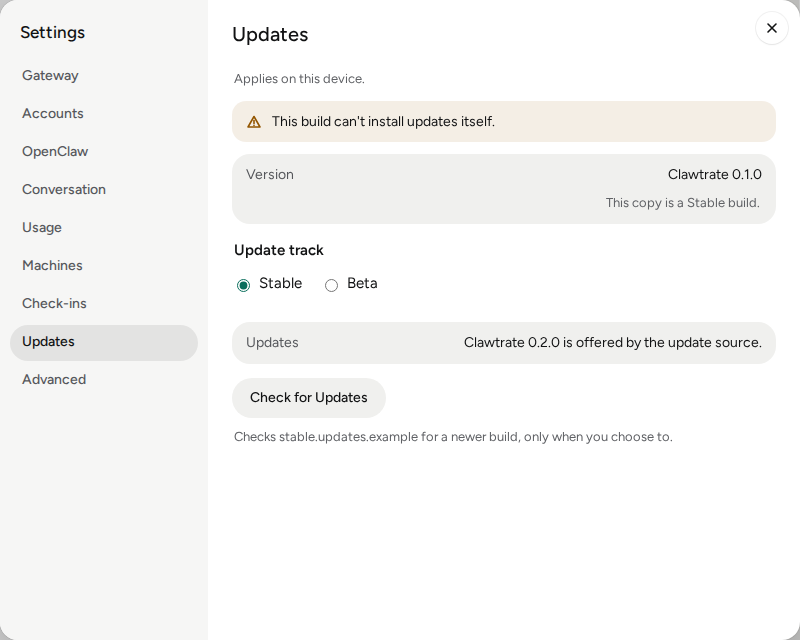 Settings
Gateway
Accounts
OpenClaw
Conversation
Usage
Machines
Check-ins
Updates
Advanced
Updates
Applies on this device.
This build can't install updates itself.
Version
Clawtrate 0.1.0
This copy is a Stable build.
Update track
Stable
Beta
Updates
Clawtrate 0.2.0 is offered by the update source.
Check for Updates
Checks stable.updates.example for a newer build, only when you choose to.